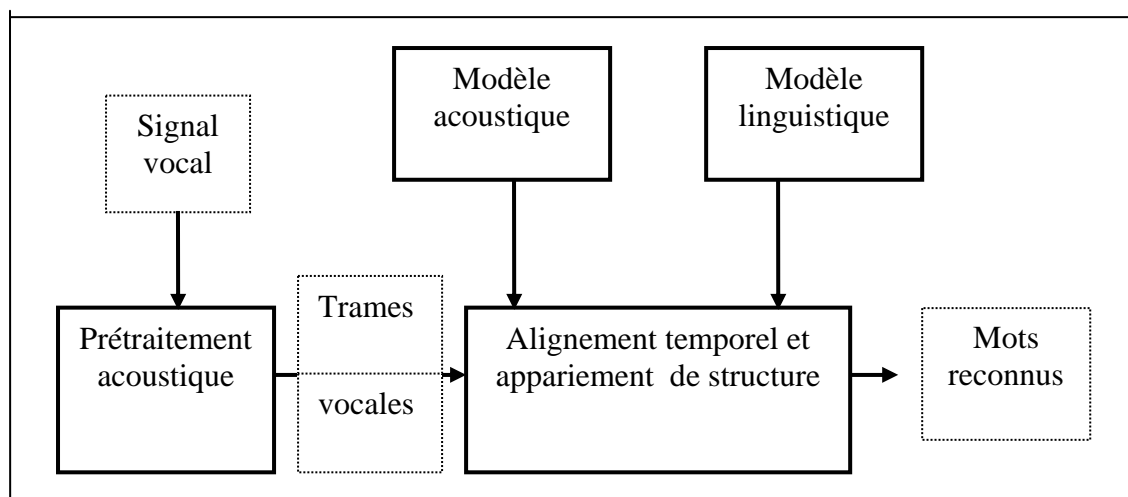 Modèle
acoustique
Modèle
linguistique
Signal
vocal
Prétraitement
acoustique
Trames
vocales
Alignement temporel et
appariement de structure
Mots
reconnus